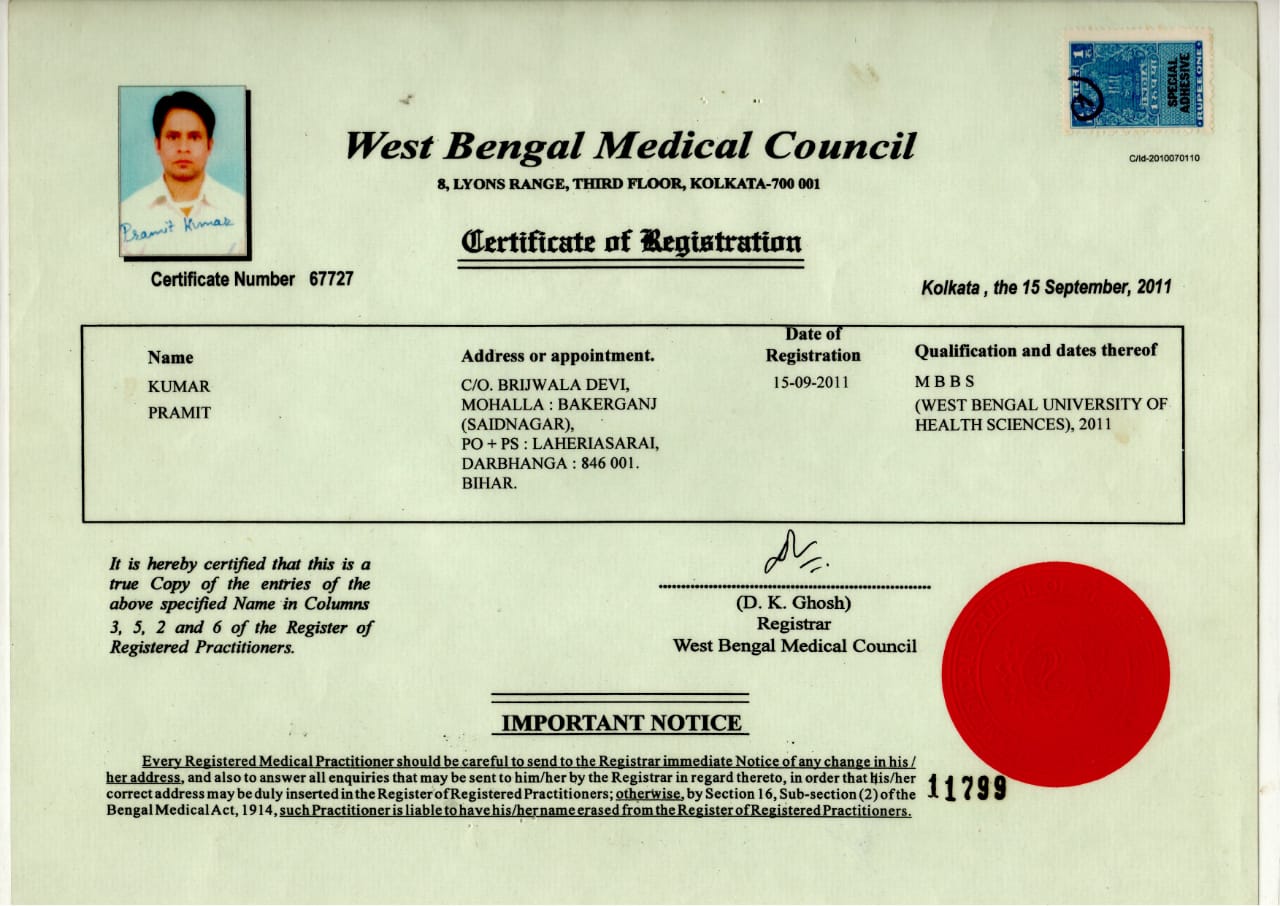 1
INDIA
SPECIAL
ADHESIVE
RUPEE ONE
C/Id-2010070110
West Bengal Medical Council
8, LYONS RANGE, THIRD FLOOR, KOLKATA-700 001
Certificate of Registration
Pramit Kumar
Certificate Number 67727
Kolkata , the 15 September, 2011
Name
Address or appointment.
Date of
Registration
Qualification and dates thereof
KUMAR
PRAMIT
C/O. BRIJWALA DEVI,
MOHALLA : BAKERGANJ
(SAIDNAGAR),
PO + PS : LAHERIASARAI,
DARBHANGA : 846 001.
BIHAR.
15-09-2011
M B B S
(WEST BENGAL UNIVERSITY OF
HEALTH SCIENCES), 2011
It is hereby certified that this is a
true Copy of the entries of the
above specified Name in Columns
3, 5, 2 and 6 of the Register of
Registered Practitioners.
(D. K. Ghosh)
Registrar
West Bengal Medical Council
IMPORTANT NOTICE
Every Registered Medical Practitioner should be careful to send to the Registrar immediate Notice of any change in his /
her address, and also to answer all enquiries that may be sent to him/her by the Registrar in regard thereto, in order that His/her
correct address may be duly inserted in the Register of Registered Practitioners; otherwise, by Section 16, Sub-section (2) of the
Bengal Medical Act, 1914, such Practitioner is liable to have his/her name erased from the Register of Registered Practitioners.
11799